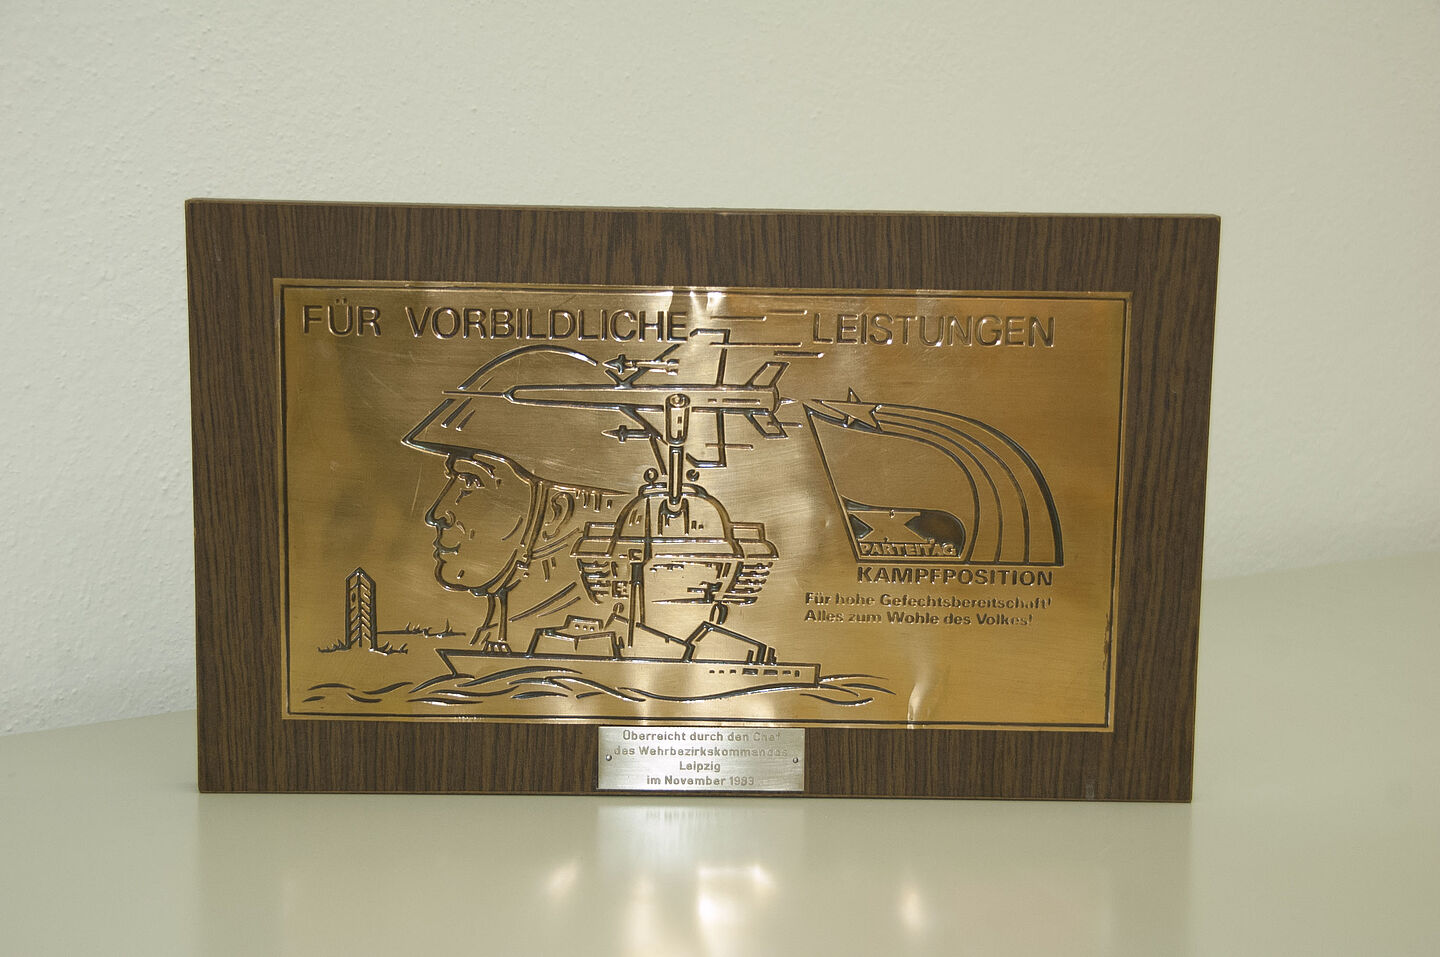 FÜR VORBILDLICHE LEISTUNGEN
X
PARTEITAG
KAMPFPOSITION
Für hohe Gefechtsbereitschaft!
Alles zum Wohle des Volkes!
Überreicht durch den Chef
des Wehrbezirkskommandos
Leipzig
im November 1983